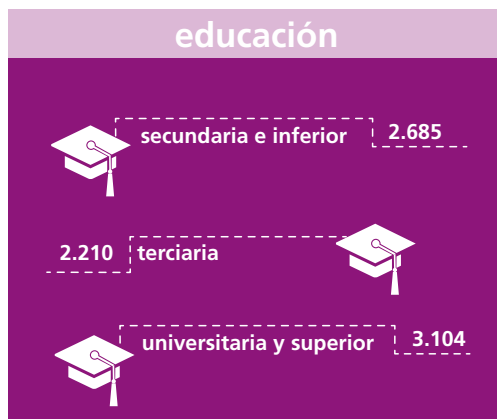 educación
secundaria e inferior 2.685
2.210 terciaria
universitaria y superior 3.104